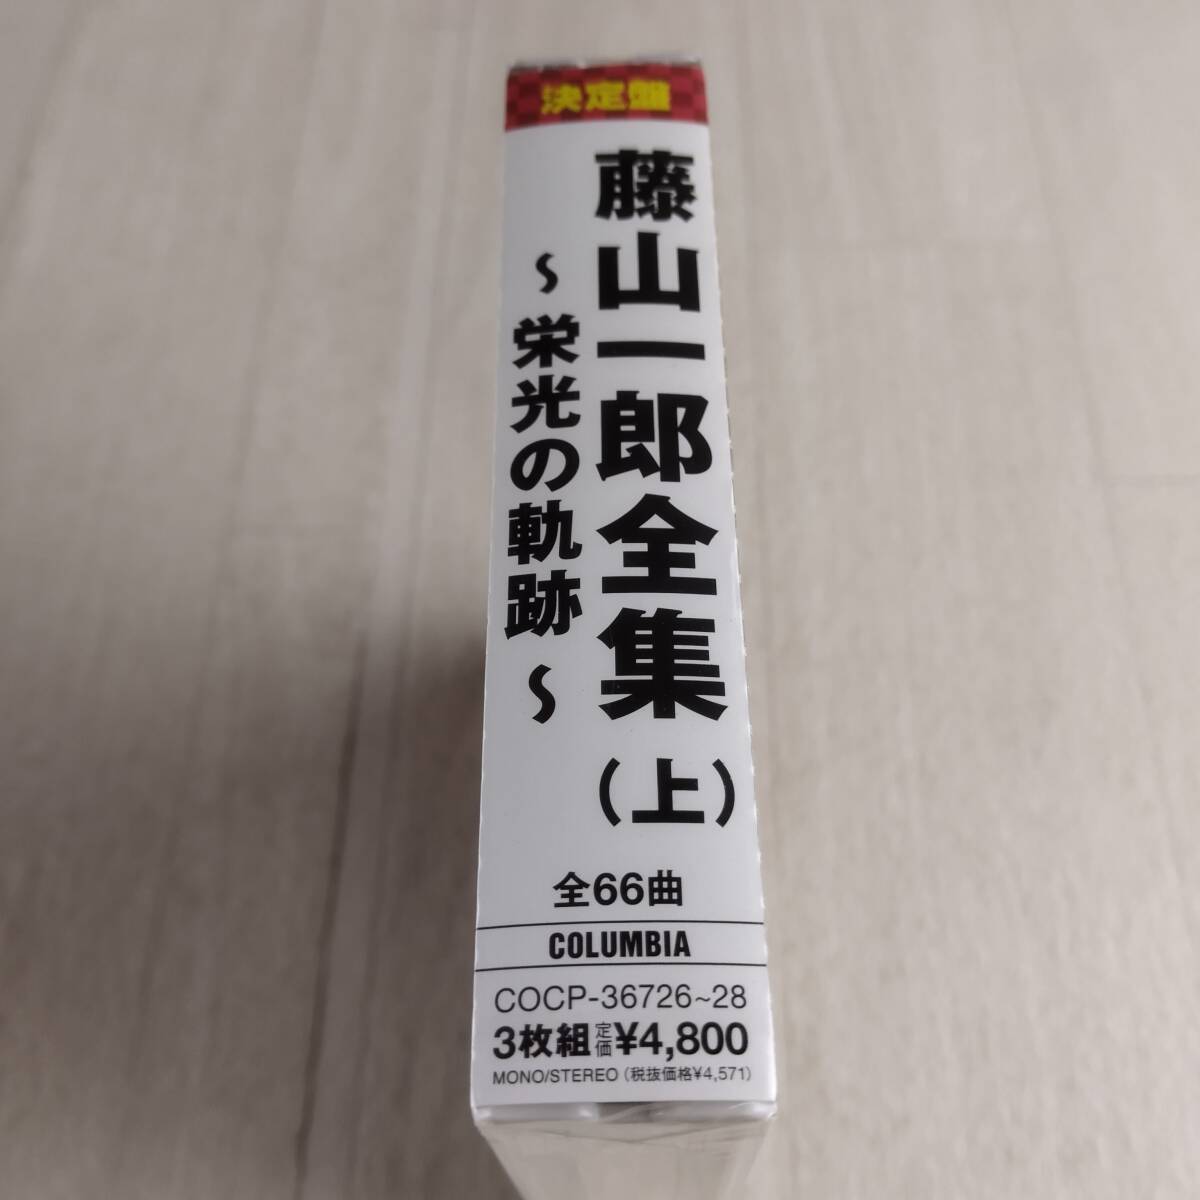 決定盤
藤山一郎全集(上)
~栄光の軌跡~
全66曲
COLUMBIA
COCP-36726~28
3枚組 定価 ¥4,800
MONO/STEREO (税抜価格¥4,571)